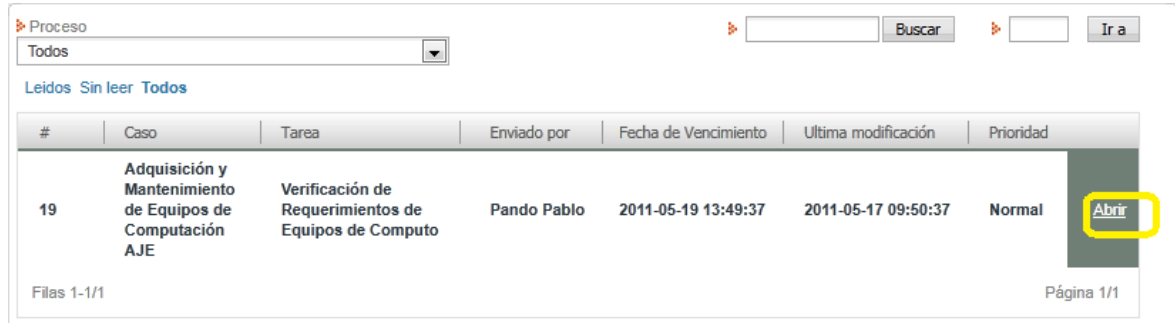 Proceso
Todos
Buscar
Ir a
Leidos Sin leer Todos
# Caso Tarea Enviado por Fecha de Vencimiento Ultima modificación Prioridad
19
Adquisición y
Mantenimiento
de Equipos de
Computación
AJE
Verificación de
Requerimientos de
Equipos de Computo
Pando Pablo
2011-05-19 13:49:37
2011-05-17 09:50:37
Normal
Abrir
Filas 1-1/1
Página 1/1